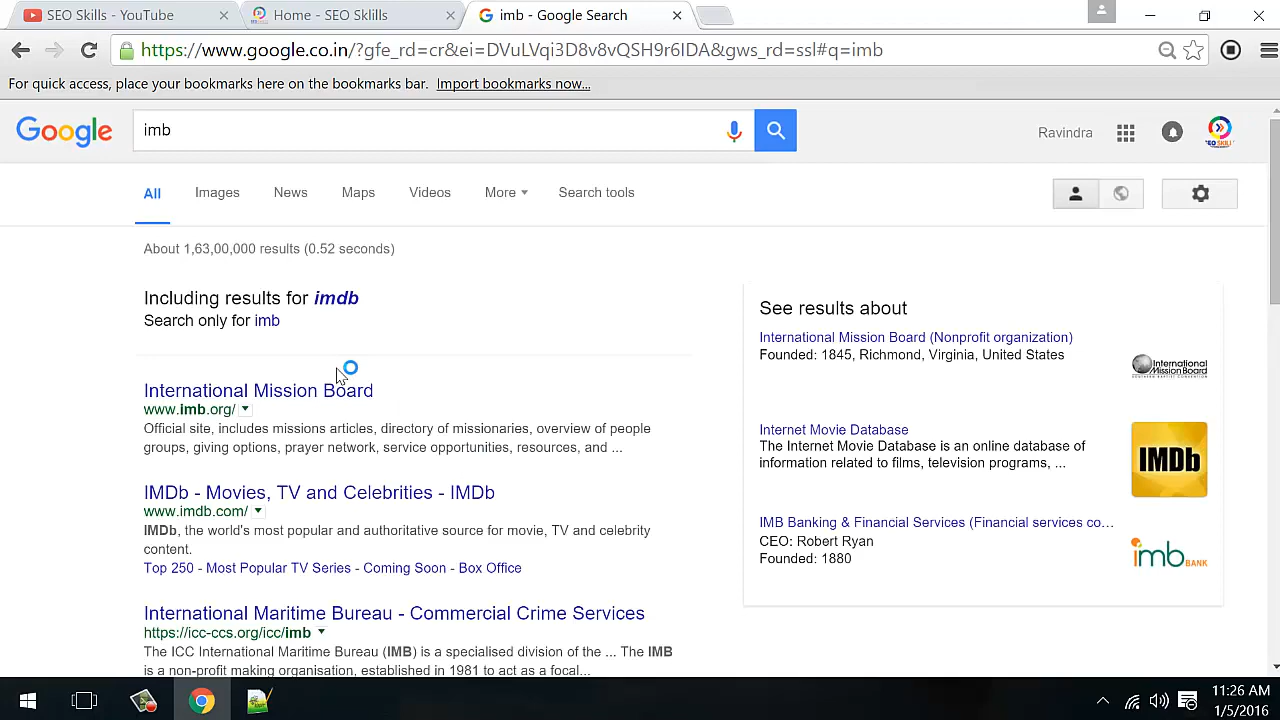 SEO Skills - YouTube
Home - SEO Sklills
imb - Google Search
https://www.google.co.in/?gfe_rd=cr&ei=DVuLVqi3D8v8vQSH9r6IDA&gws_rd=ssl#q=imb
For quick access, place your bookmarks here on the bookmarks bar. Import bookmarks now...
Google
imb
Ravindra
All Images News Maps Videos More Search tools
About 1,63,00,000 results (0.52 seconds)
Including results for imdb
Search only for imb
International Mission Board
www.imb.org/
Official site, includes missions articles, directory of missionaries, overview of people
groups, giving options, prayer network, service opportunities, resources, and ...
IMDb - Movies, TV and Celebrities - IMDb
www.imdb.com/
IMDb, the world's most popular and authoritative source for movie, TV and celebrity
content.
Top 250 - Most Popular TV Series - Coming Soon - Box Office
International Maritime Bureau - Commercial Crime Services
https://icc-ccs.org/icc/imb
The ICC International Maritime Bureau (IMB) is a specialised division of the ... The IMB
is a non-profit making organisation, established in 1981 to act as a focal...
See results about
International Mission Board (Nonprofit organization)
Founded: 1845, Richmond, Virginia, United States
International
Mission Board
Internet Movie Database
The Internet Movie Database is an online database of
information related to films, television programs, ...
IMDb
IMB Banking & Financial Services (Financial services co...
CEO: Robert Ryan
Founded: 1880
imb BANK
11:26 AM
1/5/2016